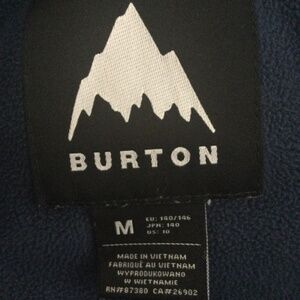 BURTON
M
EU: 140/146
JPN: 140
US: 10
MADE IN VIETNAM
FABRIQUÉ AU VIETNAM
WYPRODUKOWANO
W WIETNAMIE
RN#87380 CA#26902